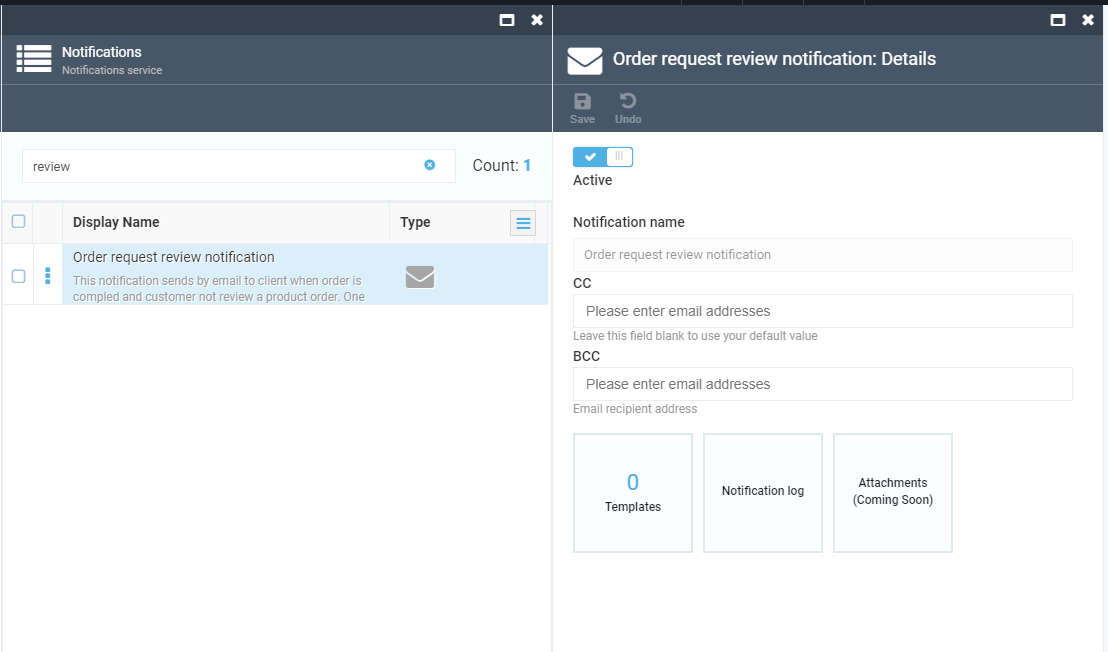 Notifications
Notifications service
review
Count: 1
Display Name
Type
Order request review notification
This notification sends by email to client when order is
compled and customer not review a product order. One
Order request review notification: Details
Save
Undo
Active
Notification name
Order request review notification
CC
Please enter email addresses
Leave this field blank to use your default value
BCC
Please enter email addresses
Email recipient address
0
Templates
Notification log
Attachments
(Coming Soon)